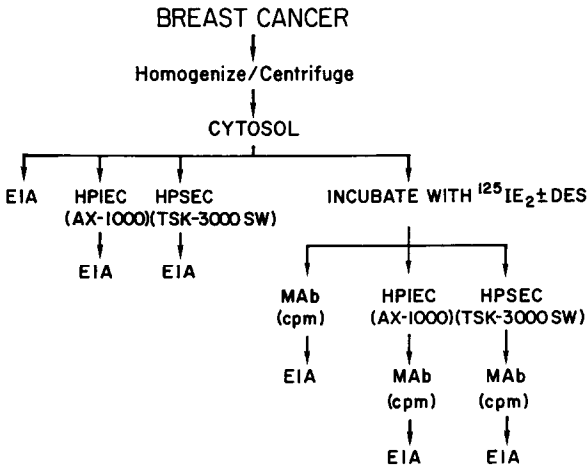 BREAST CANCER
Homogenize/Centrifuge
CYTOSOL
EIA
HPIEC
(AX-1000)
HPSEC
(TSK-3000 SW)
INCUBATE WITH ¹²⁵IE₂±DES
EIA
EIA
MAb
(cpm)
HPIEC
(AX-1000)
HPSEC
(TSK-3000 SW)
EIA
MAb
(cpm)
MAb
(cpm)
EIA
EIA